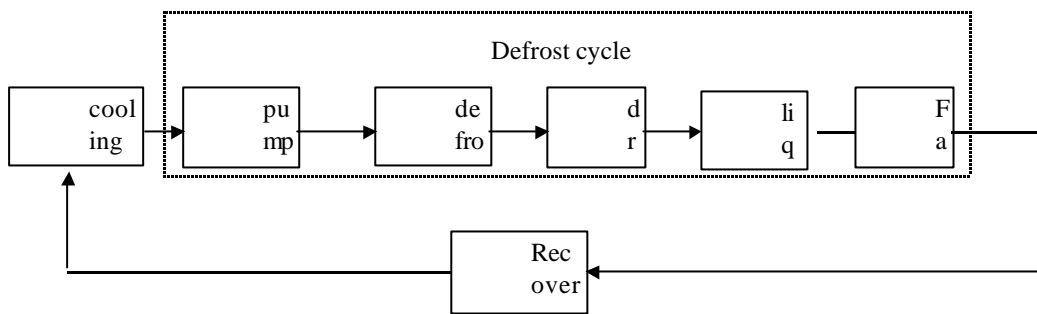 Defrost cycle
cool
ing
pu
mp
de
fro
d
r
li
q
F
a
Rec
over